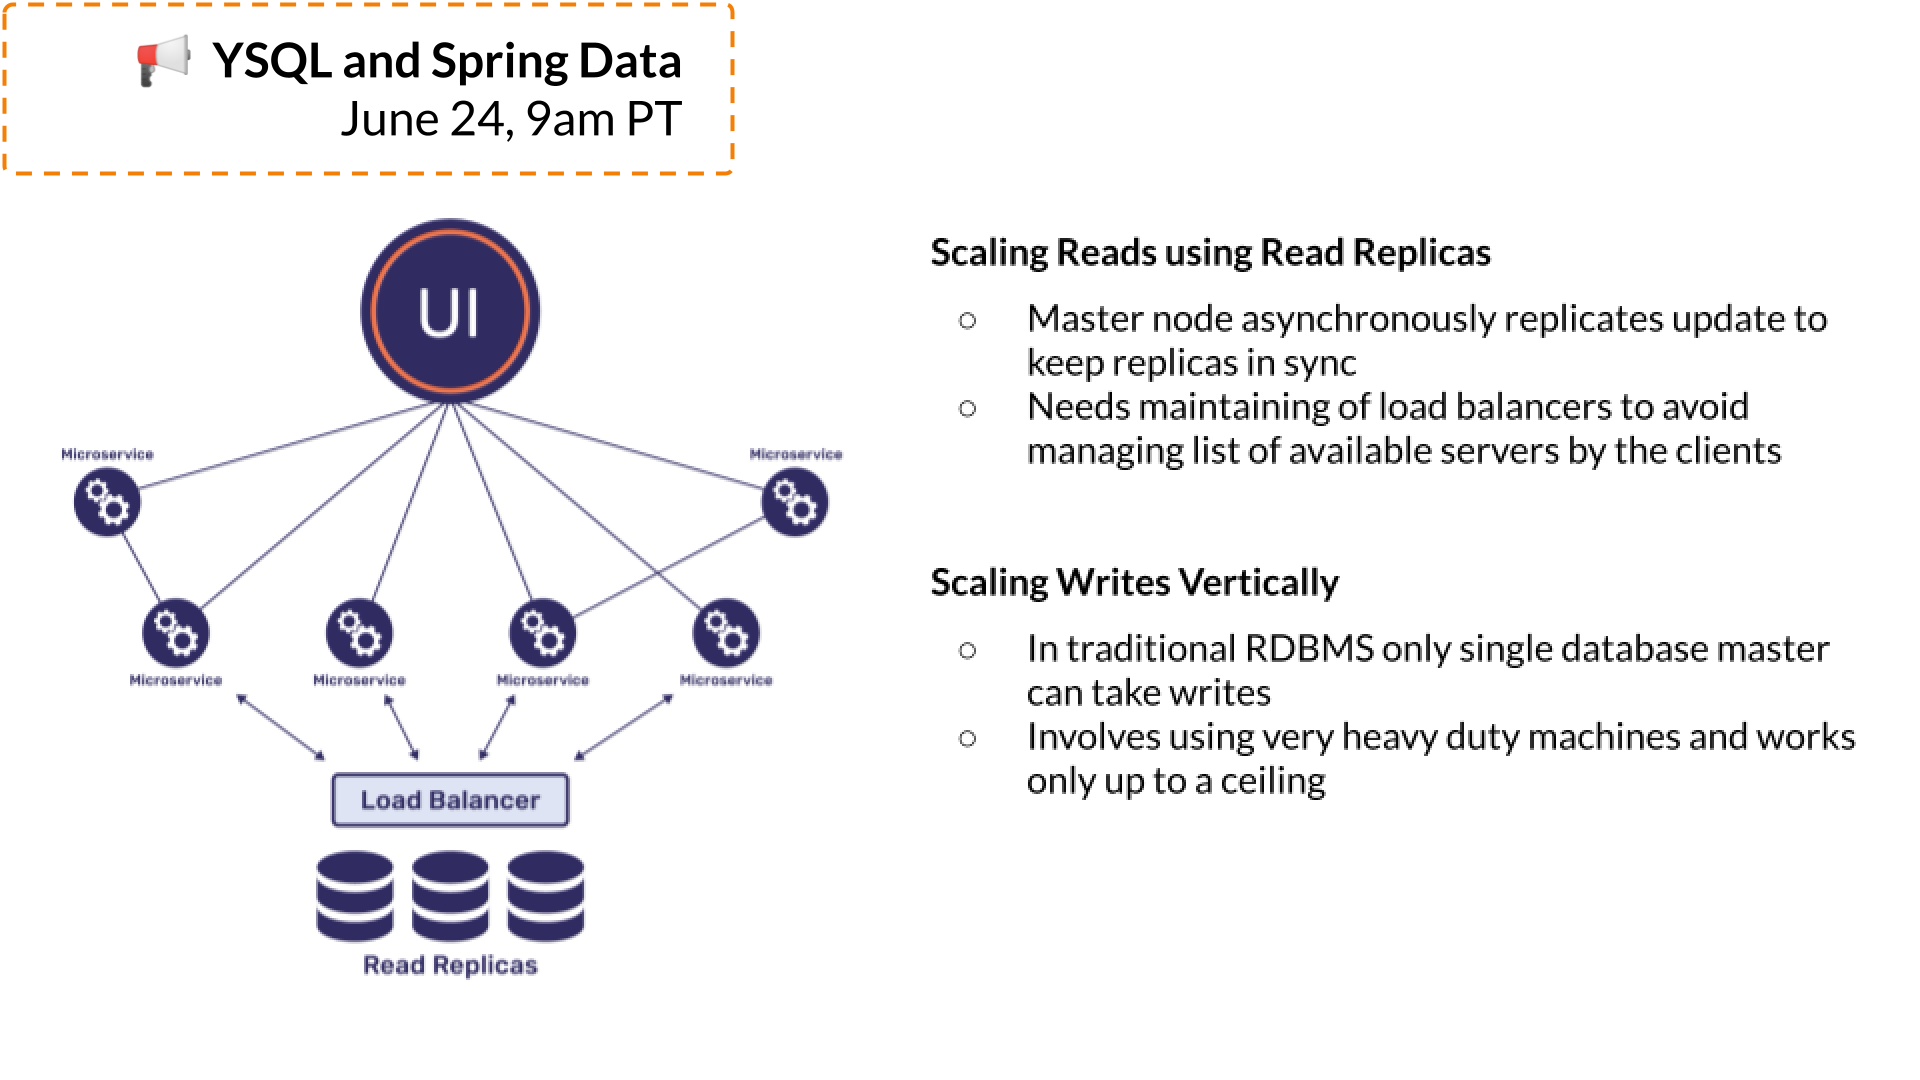 YSQL and Spring Data
June 24, 9am PT
UI
Microservice
Microservice
Microservice
Microservice
Microservice
Microservice
Load Balancer
Read Replicas
Scaling Reads using Read Replicas
○ Master node asynchronously replicates update to
keep replicas in sync
○ Needs maintaining of load balancers to avoid
managing list of available servers by the clients
Scaling Writes Vertically
○ In traditional RDBMS only single database master
can take writes
○ Involves using very heavy duty machines and works
only up to a ceiling